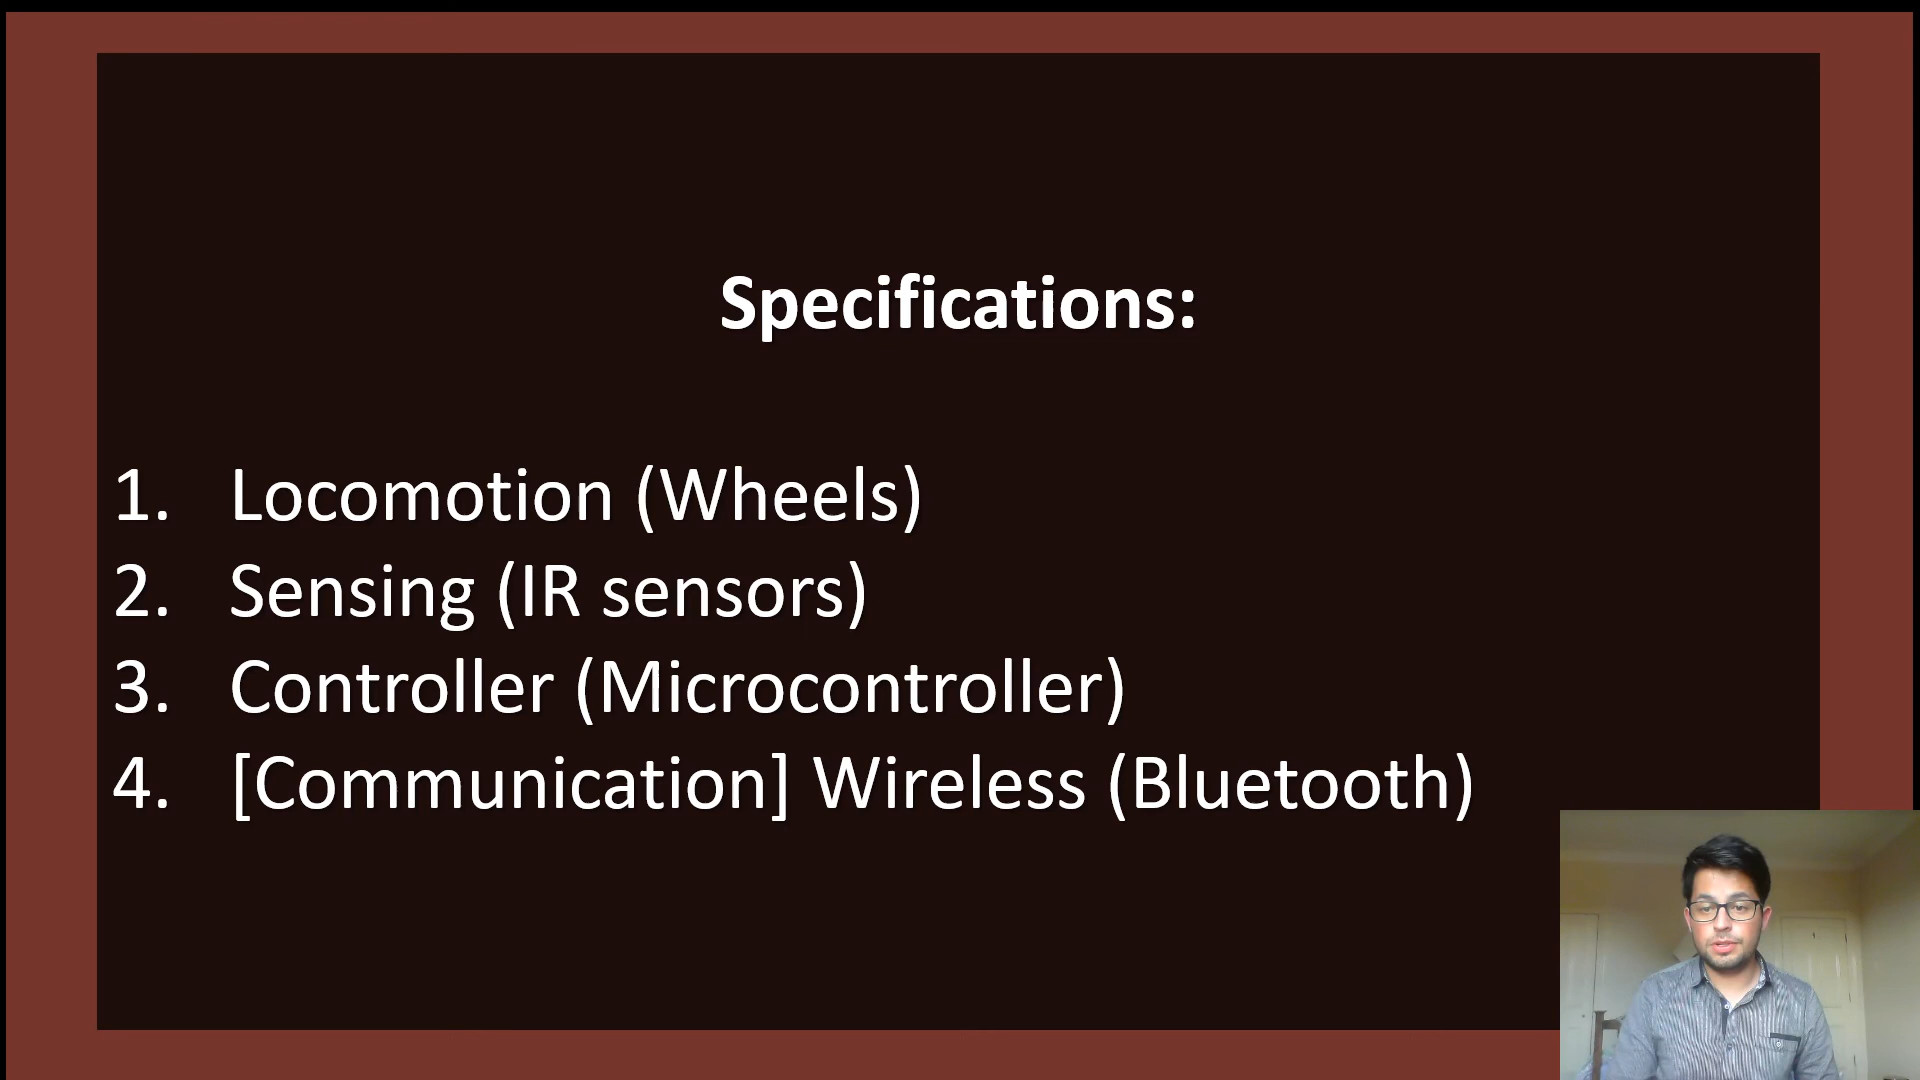 Specifications:
1. Locomotion (Wheels)
2. Sensing (IR sensors)
3. Controller (Microcontroller)
4. [Communication] Wireless (Bluetooth)